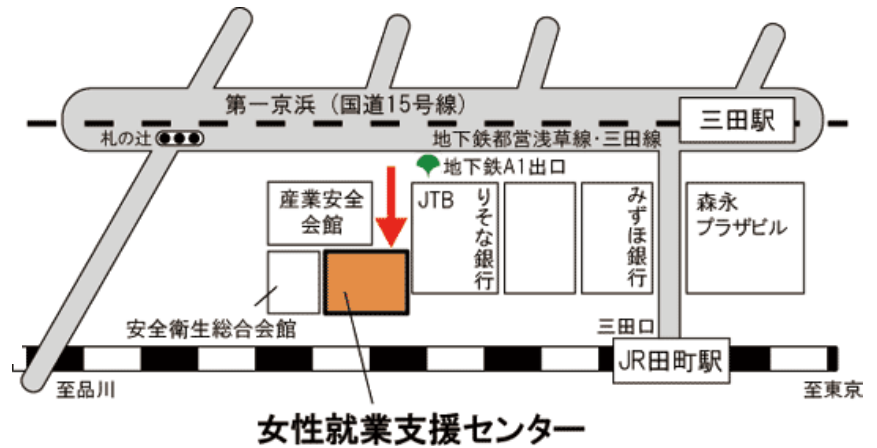 第一京浜（国道15号線）
三田駅
札の辻
地下鉄都営浅草線・三田線
地下鉄A1出口
産業安全
会館
JTB
りそな銀行
みずほ銀行
森永
プラザビル
安全衛生総合会館
三田口
JR田町駅
至品川
至東京
女性就業支援センター